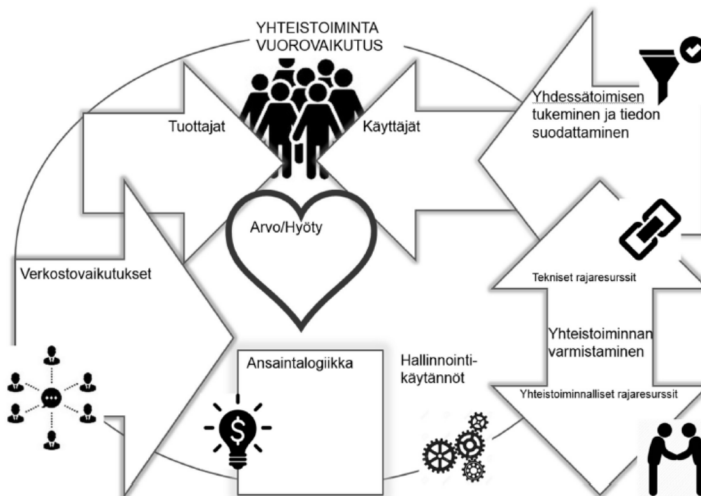 YHTEISTOIMINTA
VUOROVAIKUTUS
Tuottajat
Käyttäjät
Yhdessätoimisen
tukeminen ja tiedon
suodattaminen
Arvo/Hyöty
Verkostovaikutukset
Tekniset rajaresurssit
Yhteistoiminnan
varmistaminen
Yhteistoiminnalliset rajaresurssit
Ansaintalogiikka
Hallinnointi-
käytännöt
$